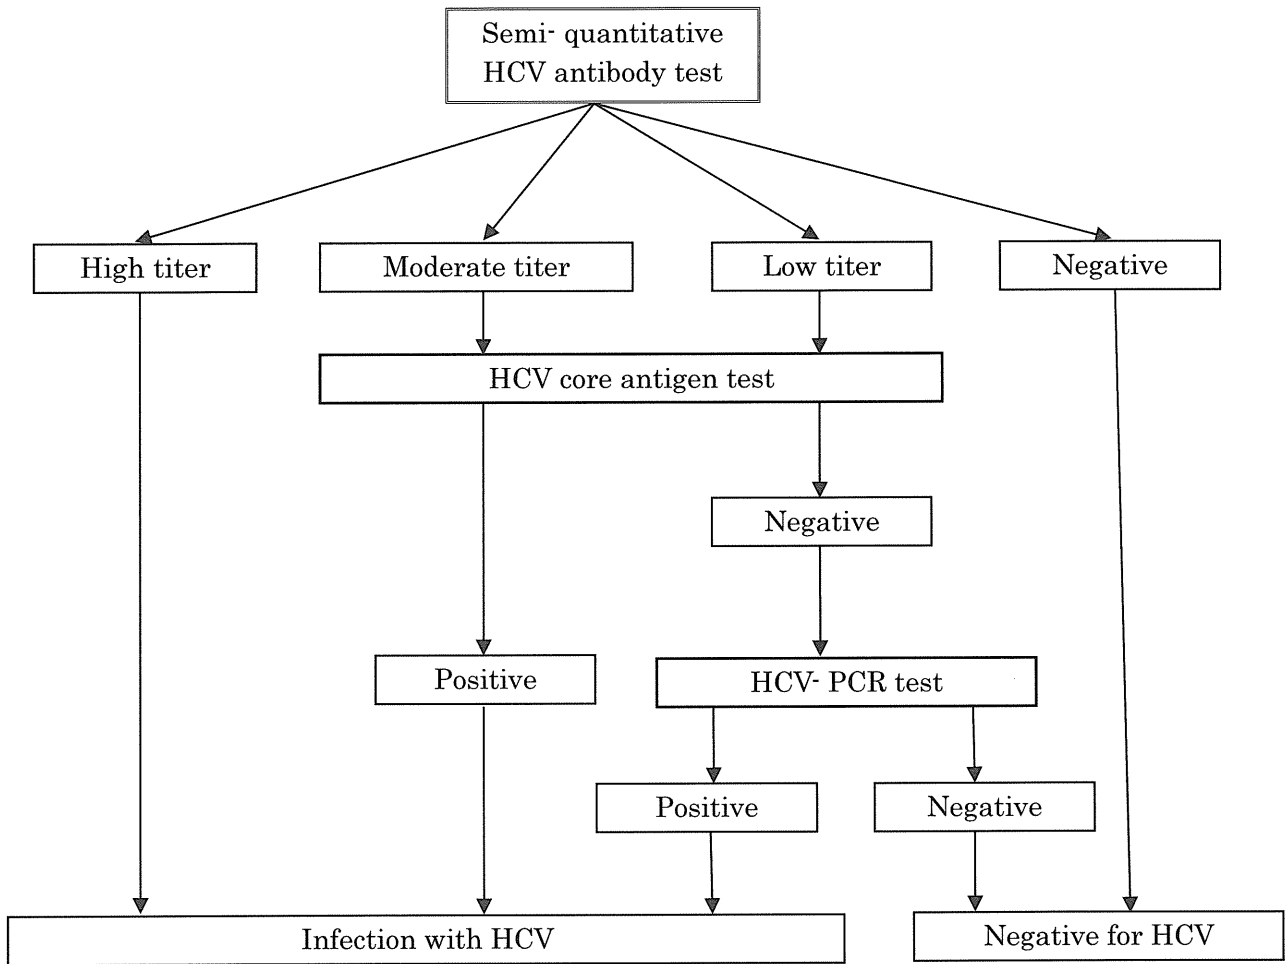 Semi- quantitative
HCV antibody test
High titer
Moderate titer
Low titer
Negative
HCV core antigen test
Negative
Positive
HCV- PCR test
Positive
Negative
Infection with HCV
Negative for HCV